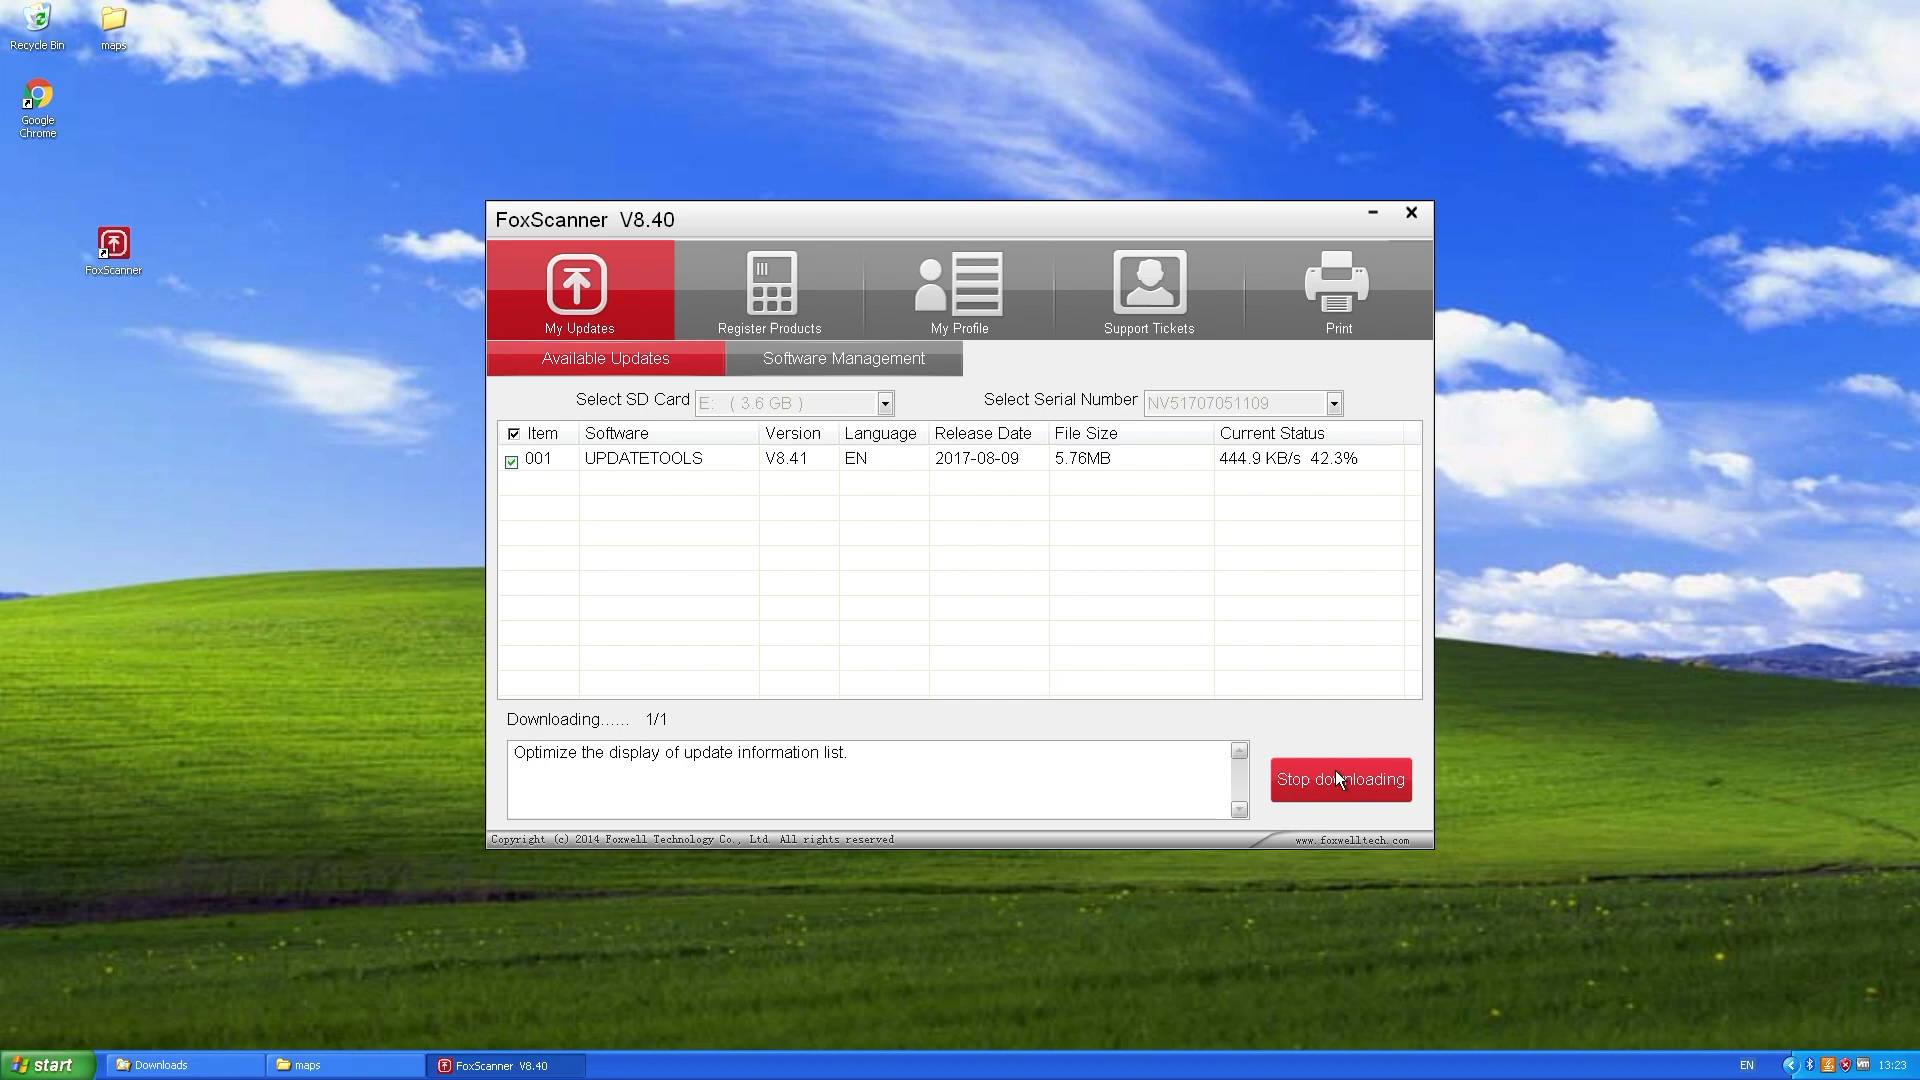 Recycle Bin
maps
Google
Chrome
FoxScanner
FoxScanner V8.40
My Updates
Register Products
My Profile
Support Tickets
Print
Available Updates
Software Management
Select SD Card
E: ( 3.6 GB )
Select Serial Number
NV51707051109
Item Software Version Language Release Date File Size Current Status
001 UPDATETOOLS V8.41 EN 2017-08-09 5.76MB 444.9 KB/s 42.3%
Downloading...... 1/1
Optimize the display of update information list.
Stop downloading
Copyright (c) 2014 Foxwell Technology Co., Ltd. All rights reserved
www.foxwelltech.com
start
Downloads
maps
FoxScanner V8.40
EN
13:23